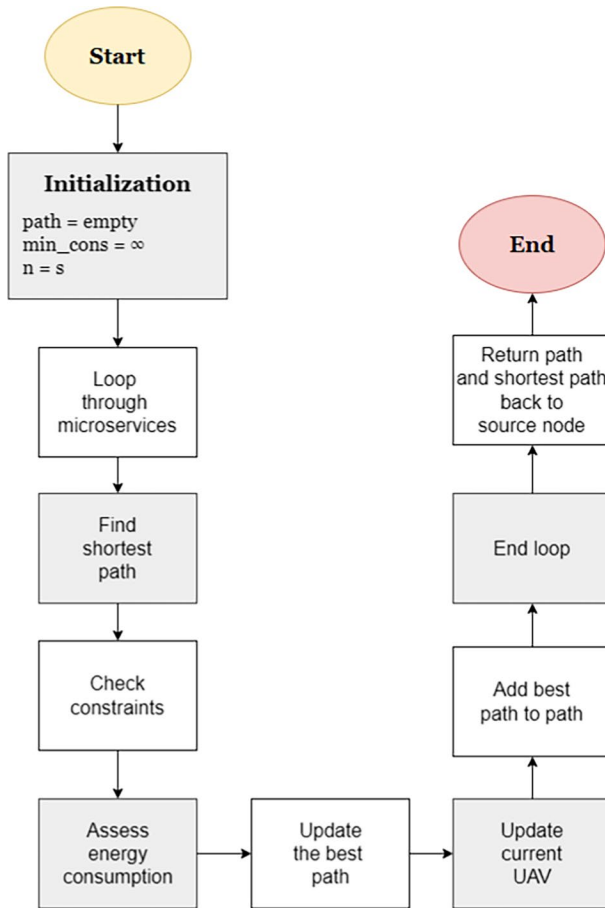 Start
Initialization
path = empty
min_cons = ∞
n = s
Loop
through
microservices
Find
shortest
path
Check
constraints
Assess
energy
consumption
Update
the best
path
Update
current
UAV
Add best
path to path
End loop
Return path
and shortest path
back to
source node
End